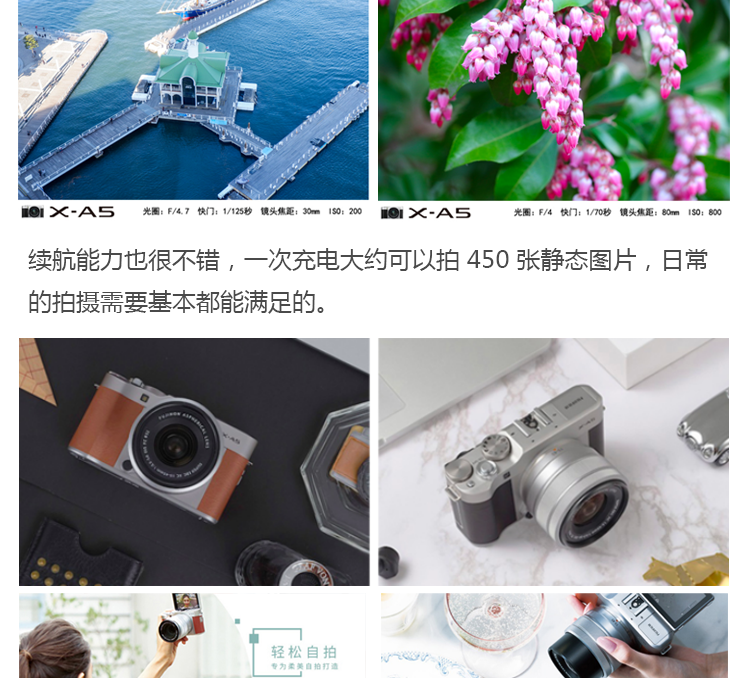 X-A5 光圈：F/4.7 快门：1/125秒 镜头焦距：30mm ISO：200
X-A5 光圈：F/4 快门：1/70秒 镜头焦距：80mm ISO：800
续航能力也很不错，一次充电大约可以拍 450 张静态图片，日常
的拍摄需要基本都能满足的。
X-A5
轻松自拍
专为柔美自拍打造